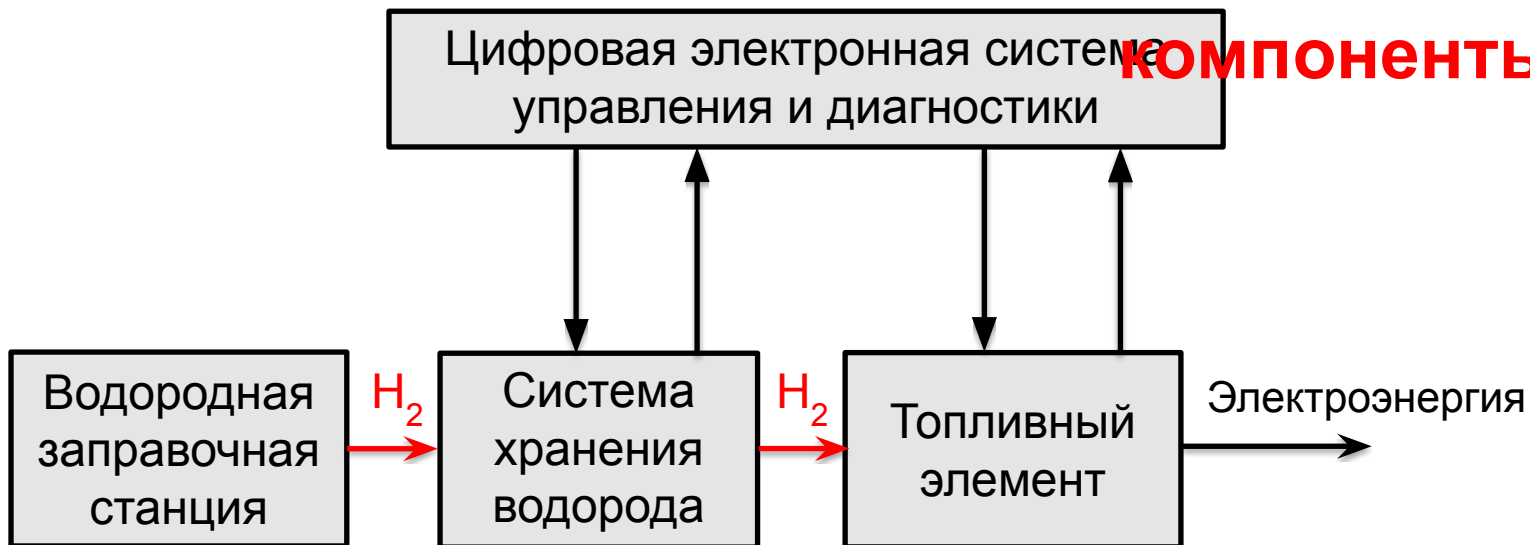 Цифровая электронная система
управления и диагностики
компоненты
Водородная
заправочная
станция
H₂
Система
хранения
водорода
H₂
Топливный
элемент
Электроэнергия